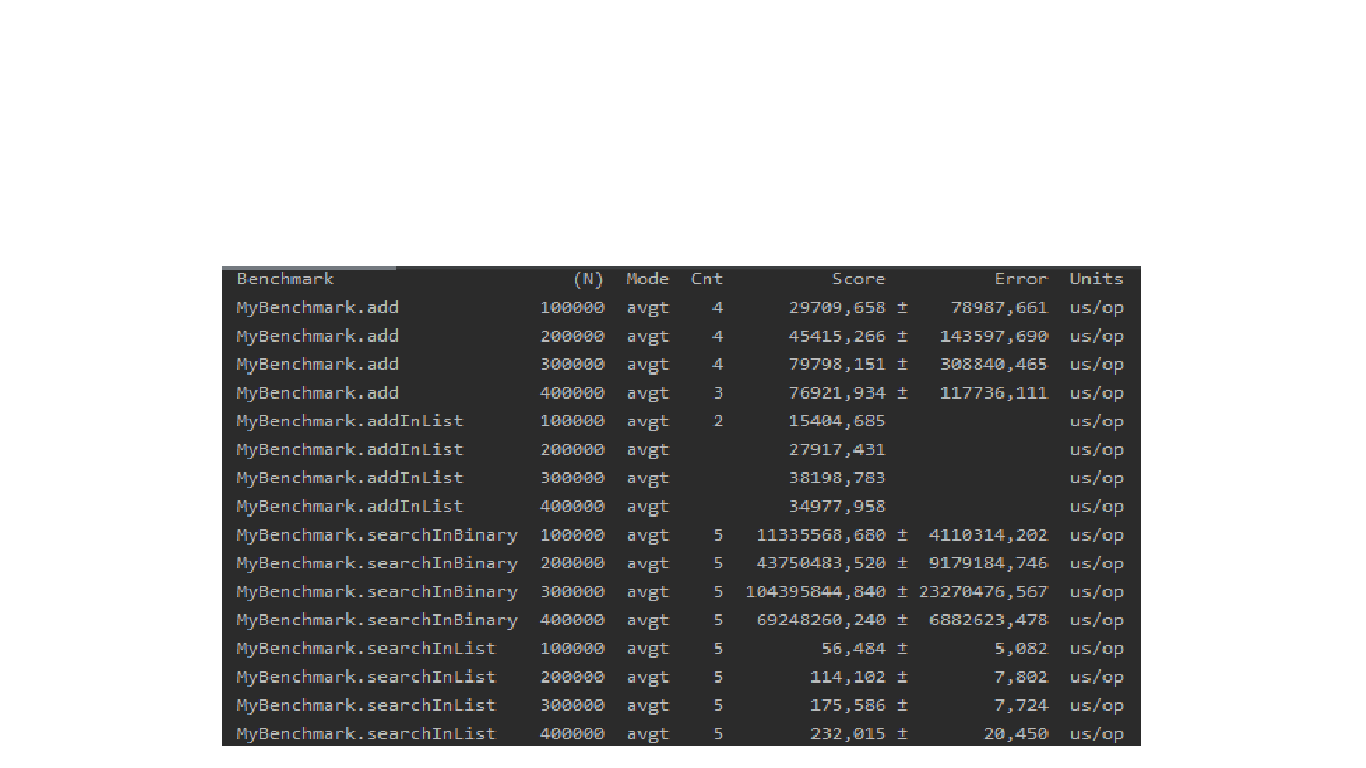 Benchmark (N) Mode Cnt Score Error Units
MyBenchmark.add 100000 avgt 4 29709,658 ± 78987,661 us/op
MyBenchmark.add 200000 avgt 4 45415,266 ± 143597,690 us/op
MyBenchmark.add 300000 avgt 4 79798,151 ± 308840,465 us/op
MyBenchmark.add 400000 avgt 3 76921,934 ± 117736,111 us/op
MyBenchmark.addInList 100000 avgt 2 15404,685 us/op
MyBenchmark.addInList 200000 avgt 27917,431 us/op
MyBenchmark.addInList 300000 avgt 38198,783 us/op
MyBenchmark.addInList 400000 avgt 34977,958 us/op
MyBenchmark.searchInBinary 100000 avgt 5 11335568,680 ± 4110314,202 us/op
MyBenchmark.searchInBinary 200000 avgt 5 43750483,520 ± 9179184,746 us/op
MyBenchmark.searchInBinary 300000 avgt 5 104395844,840 ± 23270476,567 us/op
MyBenchmark.searchInBinary 400000 avgt 5 69248260,240 ± 6882623,478 us/op
MyBenchmark.searchInList 100000 avgt 5 56,484 ± 5,082 us/op
MyBenchmark.searchInList 200000 avgt 5 114,102 ± 7,802 us/op
MyBenchmark.searchInList 300000 avgt 5 175,586 ± 7,724 us/op
MyBenchmark.searchInList 400000 avgt 5 232,015 ± 20,450 us/op